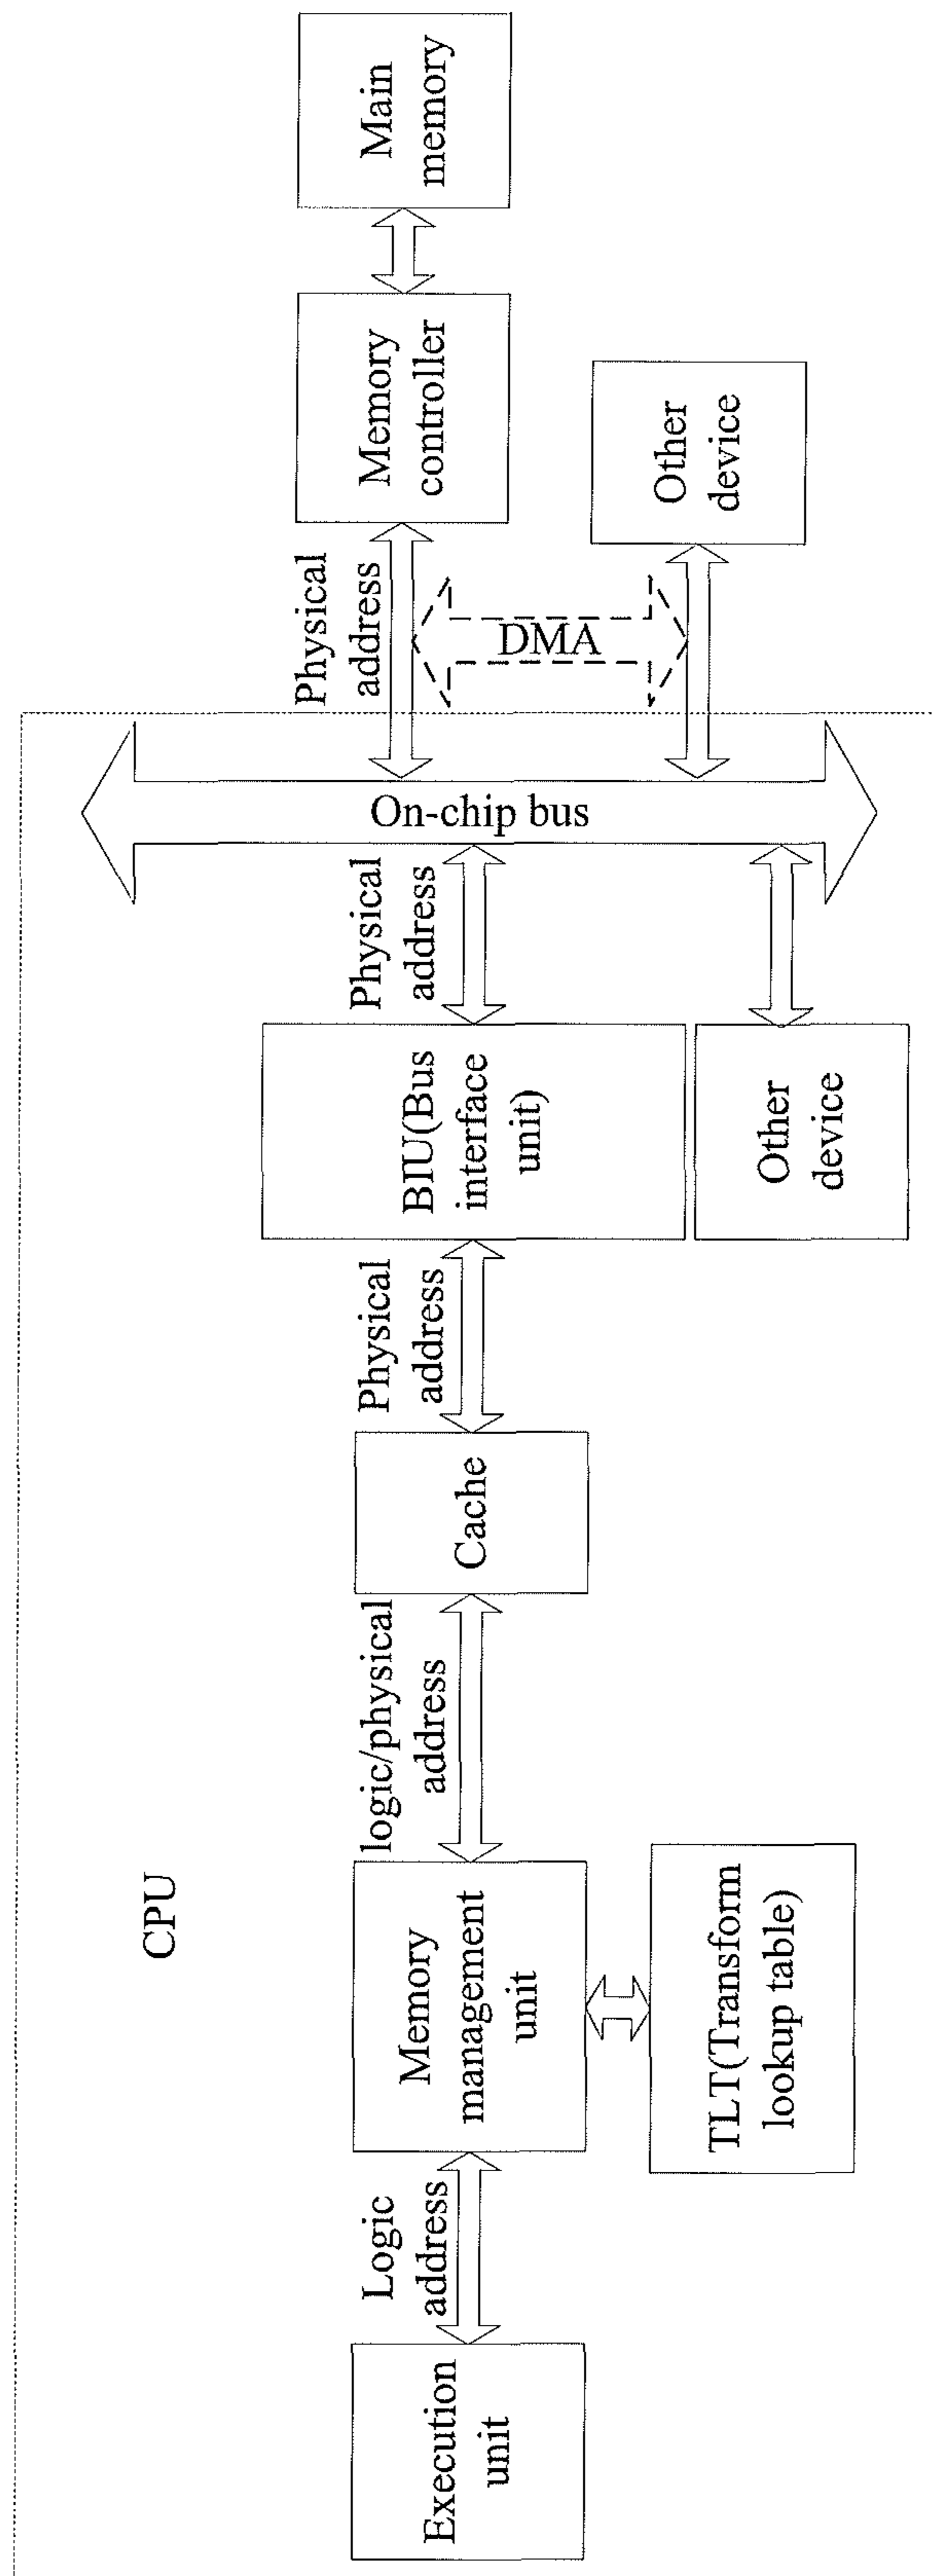 CPU
Execution
unit
Logic
address
Memory
management
unit
TLT(Transform
lookup table)
logic/physical
address
Cache
Physical
address
BIU(Bus
interface
unit)
Other
device
Physical
address
On-chip bus
Physical
address
DMA
Memory
controller
Other
device
Main
memory